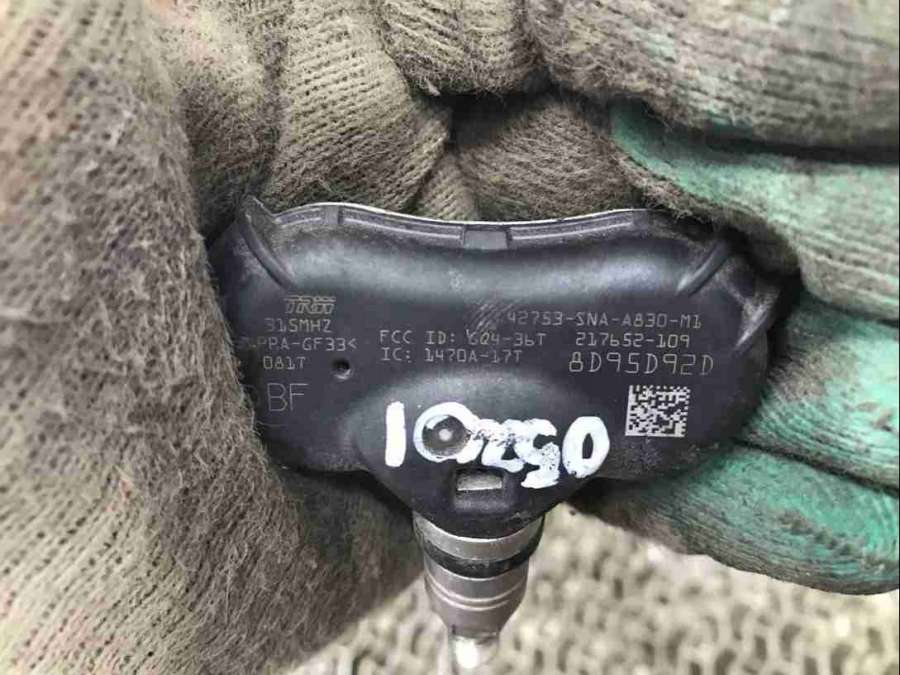 TRW
315MHZ
PPA-GF33<
081T
BF
FCC ID: GQ4-36T
IC: 1470A-17T
42753-SNA-A830-M1
217652-109
8D95D92D